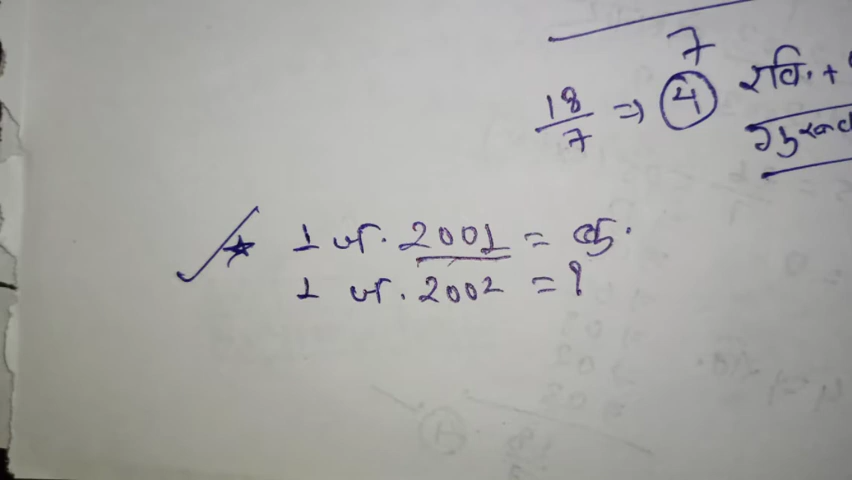 7
18/7 => 4 रवि. +
गुरुवा
1 ज. 2001 =
1 ज. 2002 = ?